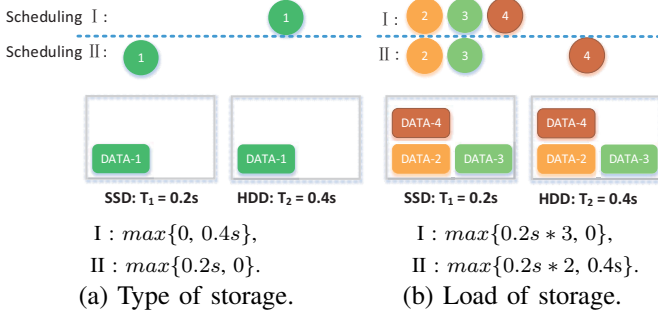 Scheduling Ⅰ : 1
Scheduling Ⅱ : 1
DATA-1 DATA-1
SSD: T₁ = 0.2s HDD: T₂ = 0.4s
Ⅰ : max{0, 0.4s},
Ⅱ : max{0.2s, 0}.
(a) Type of storage.
Ⅰ : 2 3 4
Ⅱ : 2 3 4
DATA-4 DATA-4
DATA-2 DATA-3 DATA-2 DATA-3
SSD: T₁ = 0.2s HDD: T₂ = 0.4s
Ⅰ : max{0.2s ∗ 3, 0},
Ⅱ : max{0.2s ∗ 2, 0.4s}.
(b) Load of storage.